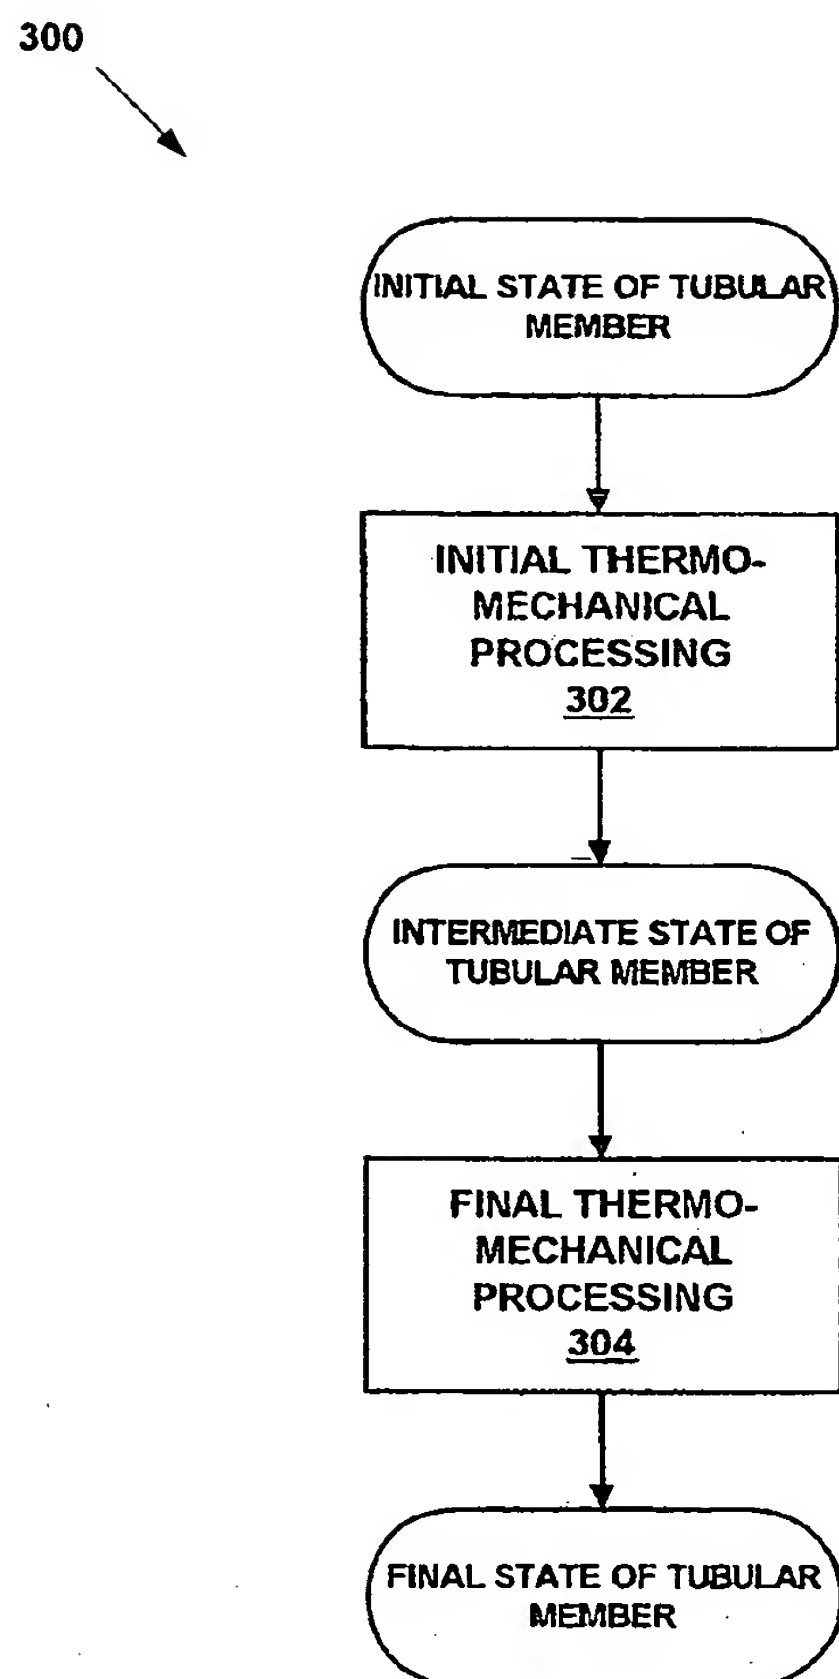 300
INITIAL STATE OF TUBULAR
MEMBER
INITIAL THERMO-
MECHANICAL
PROCESSING
302
INTERMEDIATE STATE OF
TUBULAR MEMBER
FINAL THERMO-
MECHANICAL
PROCESSING
304
FINAL STATE OF TUBULAR
MEMBER